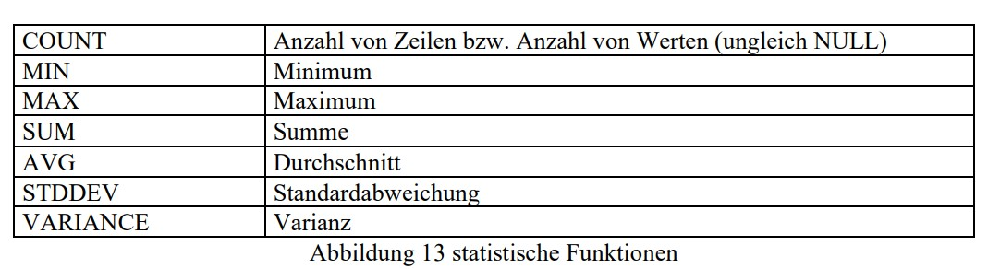 COUNT Anzahl von Zeilen bzw. Anzahl von Werten (ungleich NULL)
MIN Minimum
MAX Maximum
SUM Summe
AVG Durchschnitt
STDDEV Standardabweichung
VARIANCE Varianz
Abbildung 13 statistische Funktionen